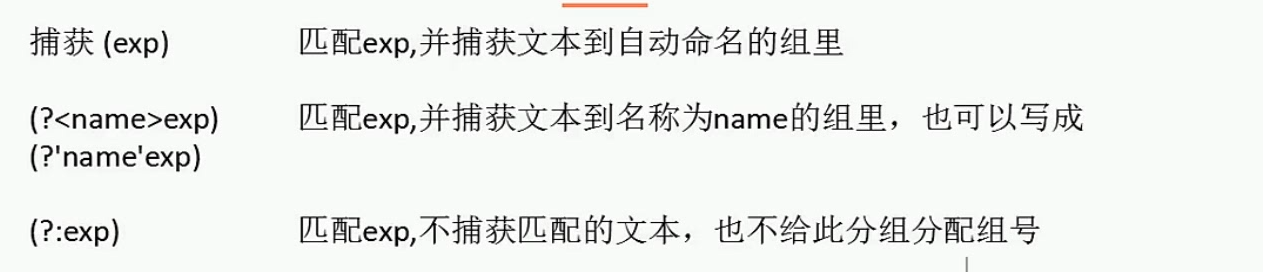 捕获 (exp) 匹配exp,并捕获文本到自动命名的组里
(?<name>exp) 匹配exp,并捕获文本到名称为name的组里，也可以写成
(?'name'exp)
(?:exp) 匹配exp,不捕获匹配的文本，也不给此分组分配组号